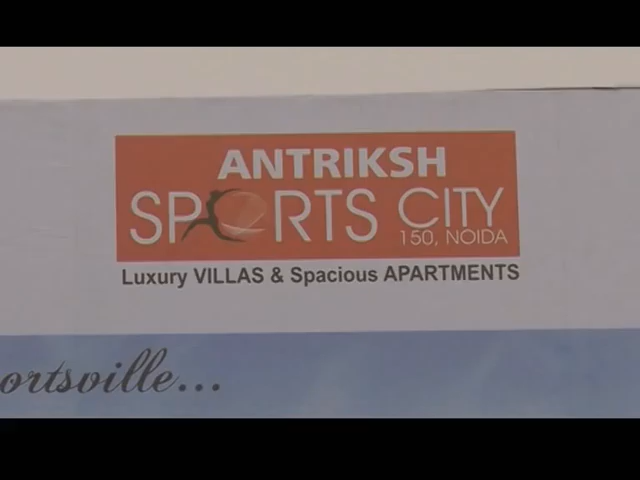 ANTRIKSH
SPORTS CITY
150, NOIDA
Luxury VILLAS & Spacious APARTMENTS
ortsville...